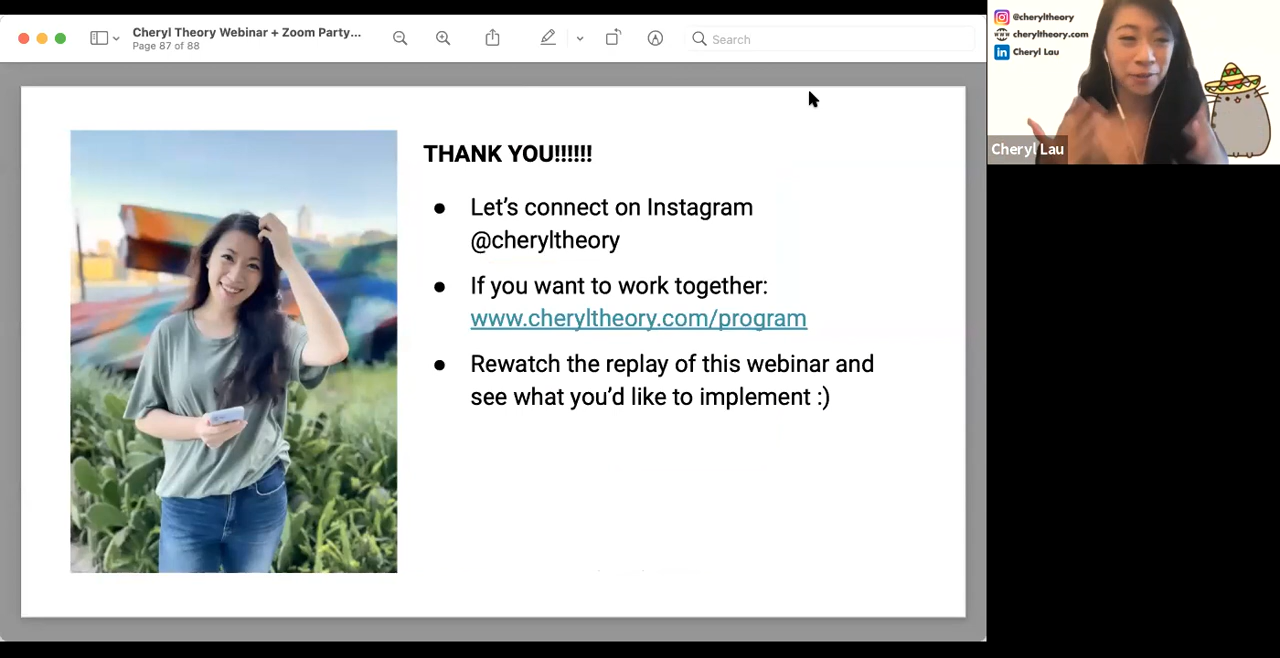 Cheryl Theory Webinar + Zoom Party...
Page 87 of 88
Search
@cheryltheory
cheryltheory.com
in Cheryl Lau
Cheryl Lau
THANK YOU!!!!!!
● Let’s connect on Instagram
@cheryltheory
● If you want to work together:
www.cheryltheory.com/program
● Rewatch the replay of this webinar and
see what you’d like to implement :)